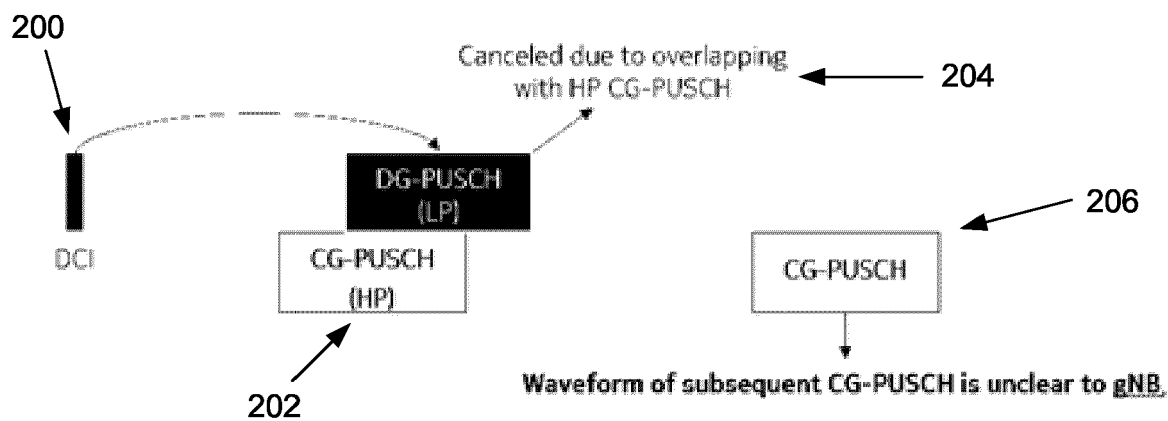 200
Canceled due to overlapping
with HP CG-PUSCH
204
DG-PUSCH
(LP)
206
DCI
CG-PUSCH
(HP)
CG-PUSCH
Waveform of subsequent CG-PUSCH is unclear to gNB.
202